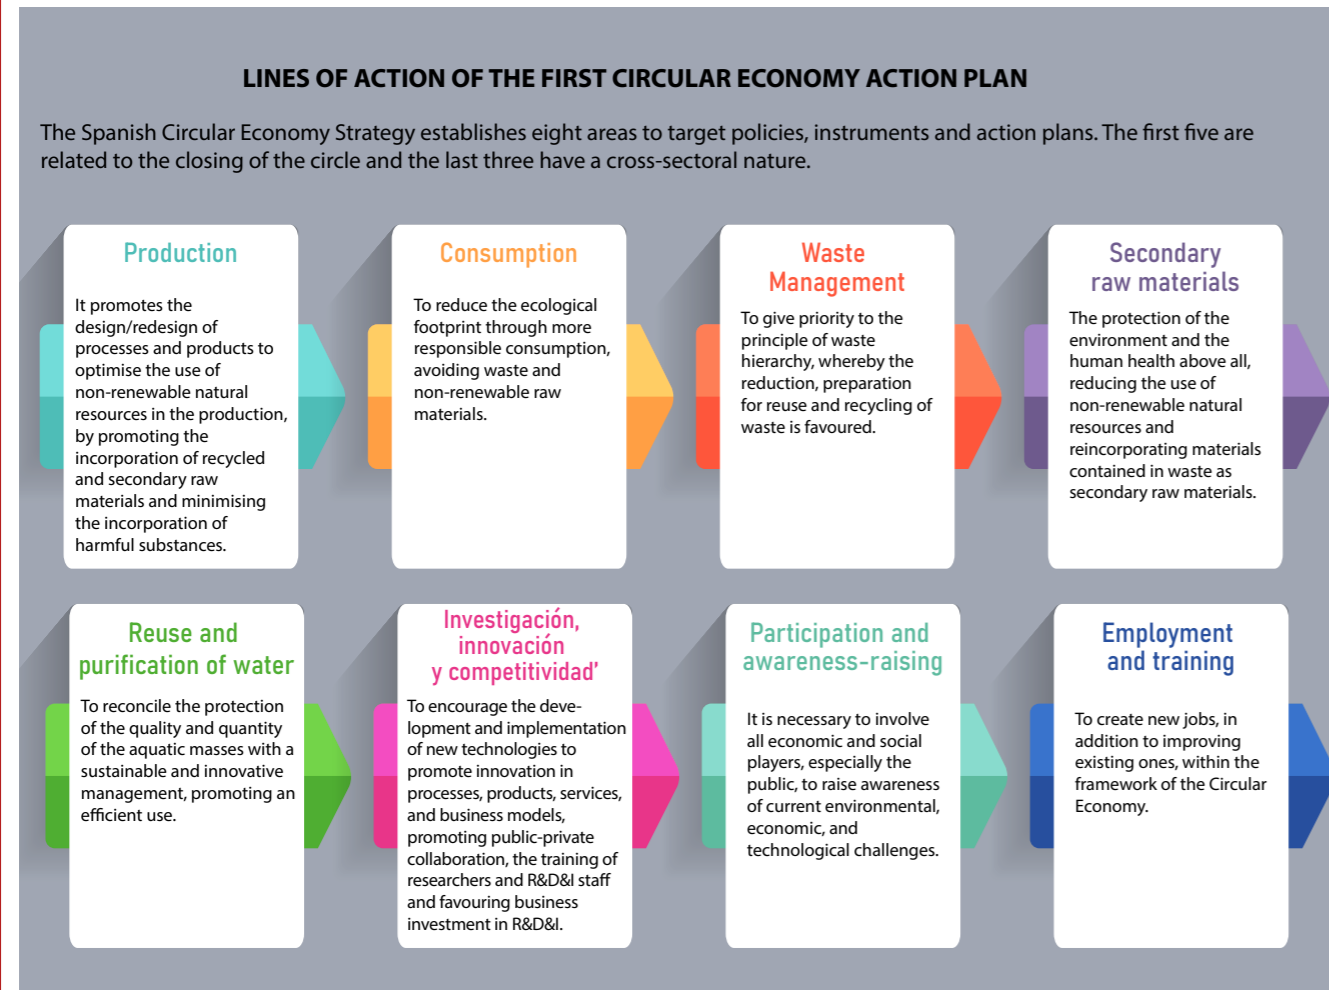 LINES OF ACTION OF THE FIRST CIRCULAR ECONOMY ACTION PLAN
The Spanish Circular Economy Strategy establishes eight areas to target policies, instruments and action plans. The first five are
related to the closing of the circle and the last three have a cross-sectoral nature.
Production
It promotes the
design/redesign of
processes and products to
optimise the use of
non-renewable natural
resources in the production,
by promoting the
incorporation of recycled
and secondary raw
materials and minimising
the incorporation of
harmful substances.
Consumption
To reduce the ecological
footprint through more
responsible consumption,
avoiding waste and
non-renewable raw
materials.
Waste
Management
To give priority to the
principle of waste
hierarchy, whereby the
reduction, preparation
for reuse and recycling of
waste is favoured.
Secondary
raw materials
The protection of the
environment and the
human health above all,
reducing the use of
non-renewable natural
resources and
reincorporating materials
contained in waste as
secondary raw materials.
Reuse and
purification of water
To reconcile the protection
of the quality and quantity
of the aquatic masses with a
sustainable and innovative
management, promoting an
efficient use.
Investigación,
innovación
y competitividad'
To encourage the deve-
lopment and implementation
of new technologies to
promote innovation in
processes, products, services,
and business models,
promoting public-private
collaboration, the training of
researchers and R&D&I staff
and favouring business
investment in R&D&I.
Participation and
awareness-raising
It is necessary to involve
all economic and social
players, especially the
public, to raise awareness
of current environmental,
economic, and
technological challenges.
Employment
and training
To create new jobs, in
addition to improving
existing ones, within the
framework of the Circular
Economy.